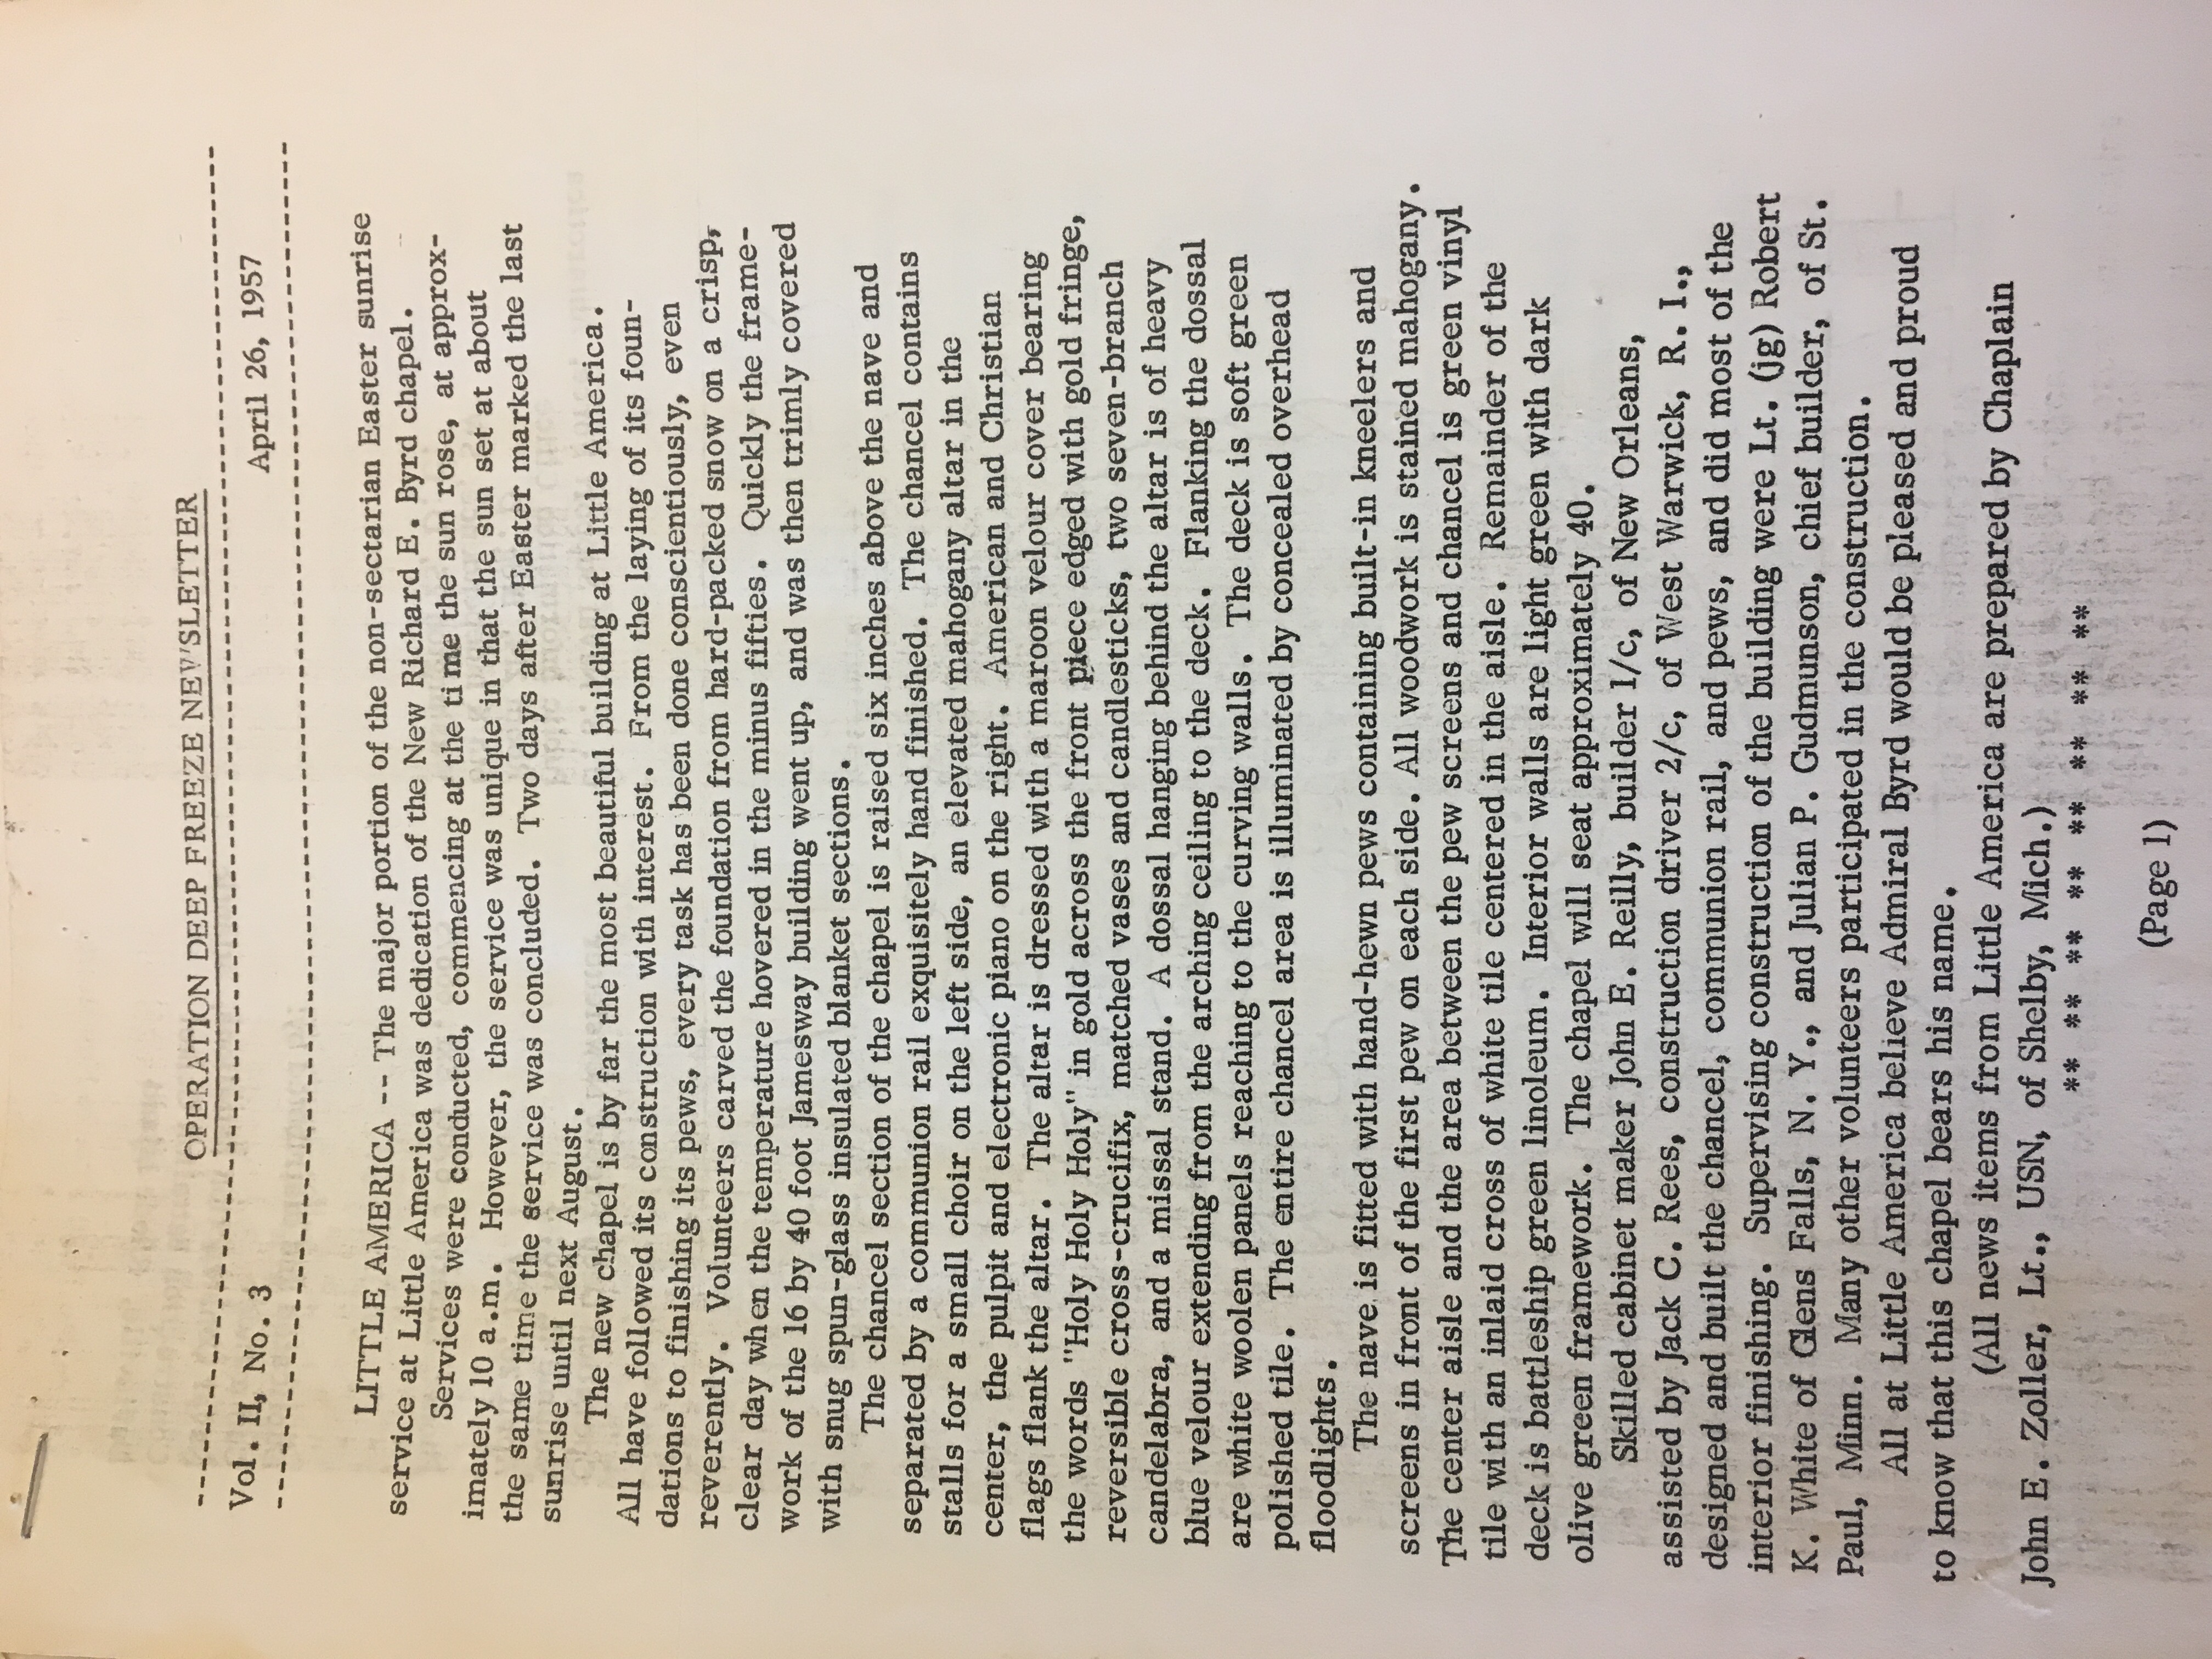 OPERATION DEEP FREEZE NEWSLETTER
Vol. II, No. 3 April 26, 1957
LITTLE AMERICA -- The major portion of the non-sectarian Easter sunrise
service at Little America was dedication of the New Richard E. Byrd chapel.
Services were conducted, commencing at the time the sun rose, at approx-
imately 10 a.m. However, the service was unique in that the sun set at about
the same time the service was concluded. Two days after Easter marked the last
sunrise until next August.
The new chapel is by far the most beautiful building at Little America.
All have followed its construction with interest. From the laying of its foun-
dations to finishing its pews, every task has been done conscientiously, even
reverently. Volunteers carved the foundation from hard-packed snow on a crisp,
clear day when the temperature hovered in the minus fifties. Quickly the frame-
work of the 16 by 40 foot Jamesway building went up, and was then trimly covered
with snug spun-glass insulated blanket sections.
The chancel section of the chapel is raised six inches above the nave and
separated by a communion rail exquisitely hand finished. The chancel contains
stalls for a small choir on the left side, an elevated mahogany altar in the
center, the pulpit and electronic piano on the right. American and Christian
flags flank the altar. The altar is dressed with a maroon velour cover bearing
the words "Holy Holy Holy" in gold across the front piece edged with gold fringe,
reversible cross-crucifix, matched vases and candlesticks, two seven-branch
candelabra, and a missal stand. A dossal hanging behind the altar is of heavy
blue velour extending from the arching ceiling to the deck. Flanking the dossal
are white woolen panels reaching to the curving walls. The deck is soft green
polished tile. The entire chancel area is illuminated by concealed overhead
floodlights.
The nave is fitted with hand-hewn pews containing built-in kneelers and
screens in front of the first pew on each side. All woodwork is stained mahogany.
The center aisle and the area between the pew screens and chancel is green vinyl
tile with an inlaid cross of white tile centered in the aisle. Remainder of the
deck is battleship green linoleum. Interior walls are light green with dark
olive green framework. The chapel will seat approximately 40.
Skilled cabinet maker John E. Reilly, builder 1/c, of New Orleans,
assisted by Jack C. Rees, construction driver 2/c, of West Warwick, R. I.,
designed and built the chancel, communion rail, and pews, and did most of the
interior finishing. Supervising construction of the building were Lt. (jg) Robert
K. White of Glens Falls, N. Y., and Julian P. Gudmunson, chief builder, of St.
Paul, Minn. Many other volunteers participated in the construction.
All at Little America believe Admiral Byrd would be pleased and proud
to know that this chapel bears his name.
(All news items from Little America are prepared by Chaplain
John E. Zoller, Lt., USN, of Shelby, Mich.)
** ** ** ** ** ** ** **
(Page 1)